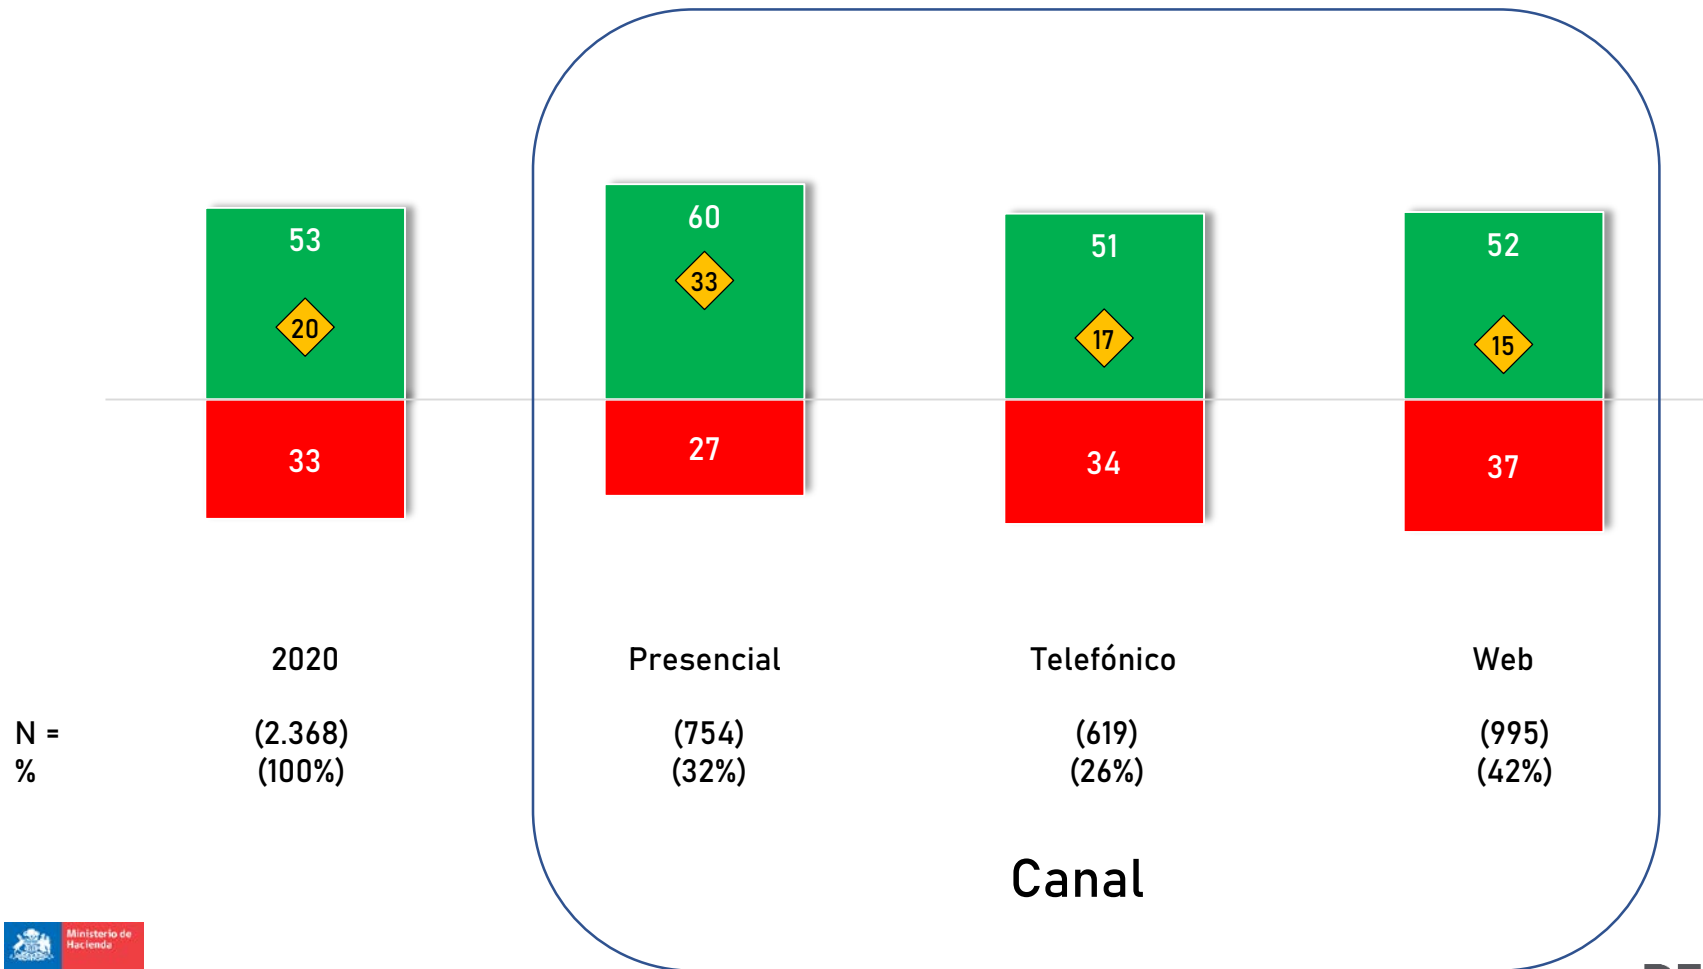 53 60 51 52
20 33 17 15
33 27 34 37
2020 Presencial Telefónico Web
N = (2.368) (754) (619) (995)
% (100%) (32%) (26%) (42%)
Canal
Ministerio de
Hacienda